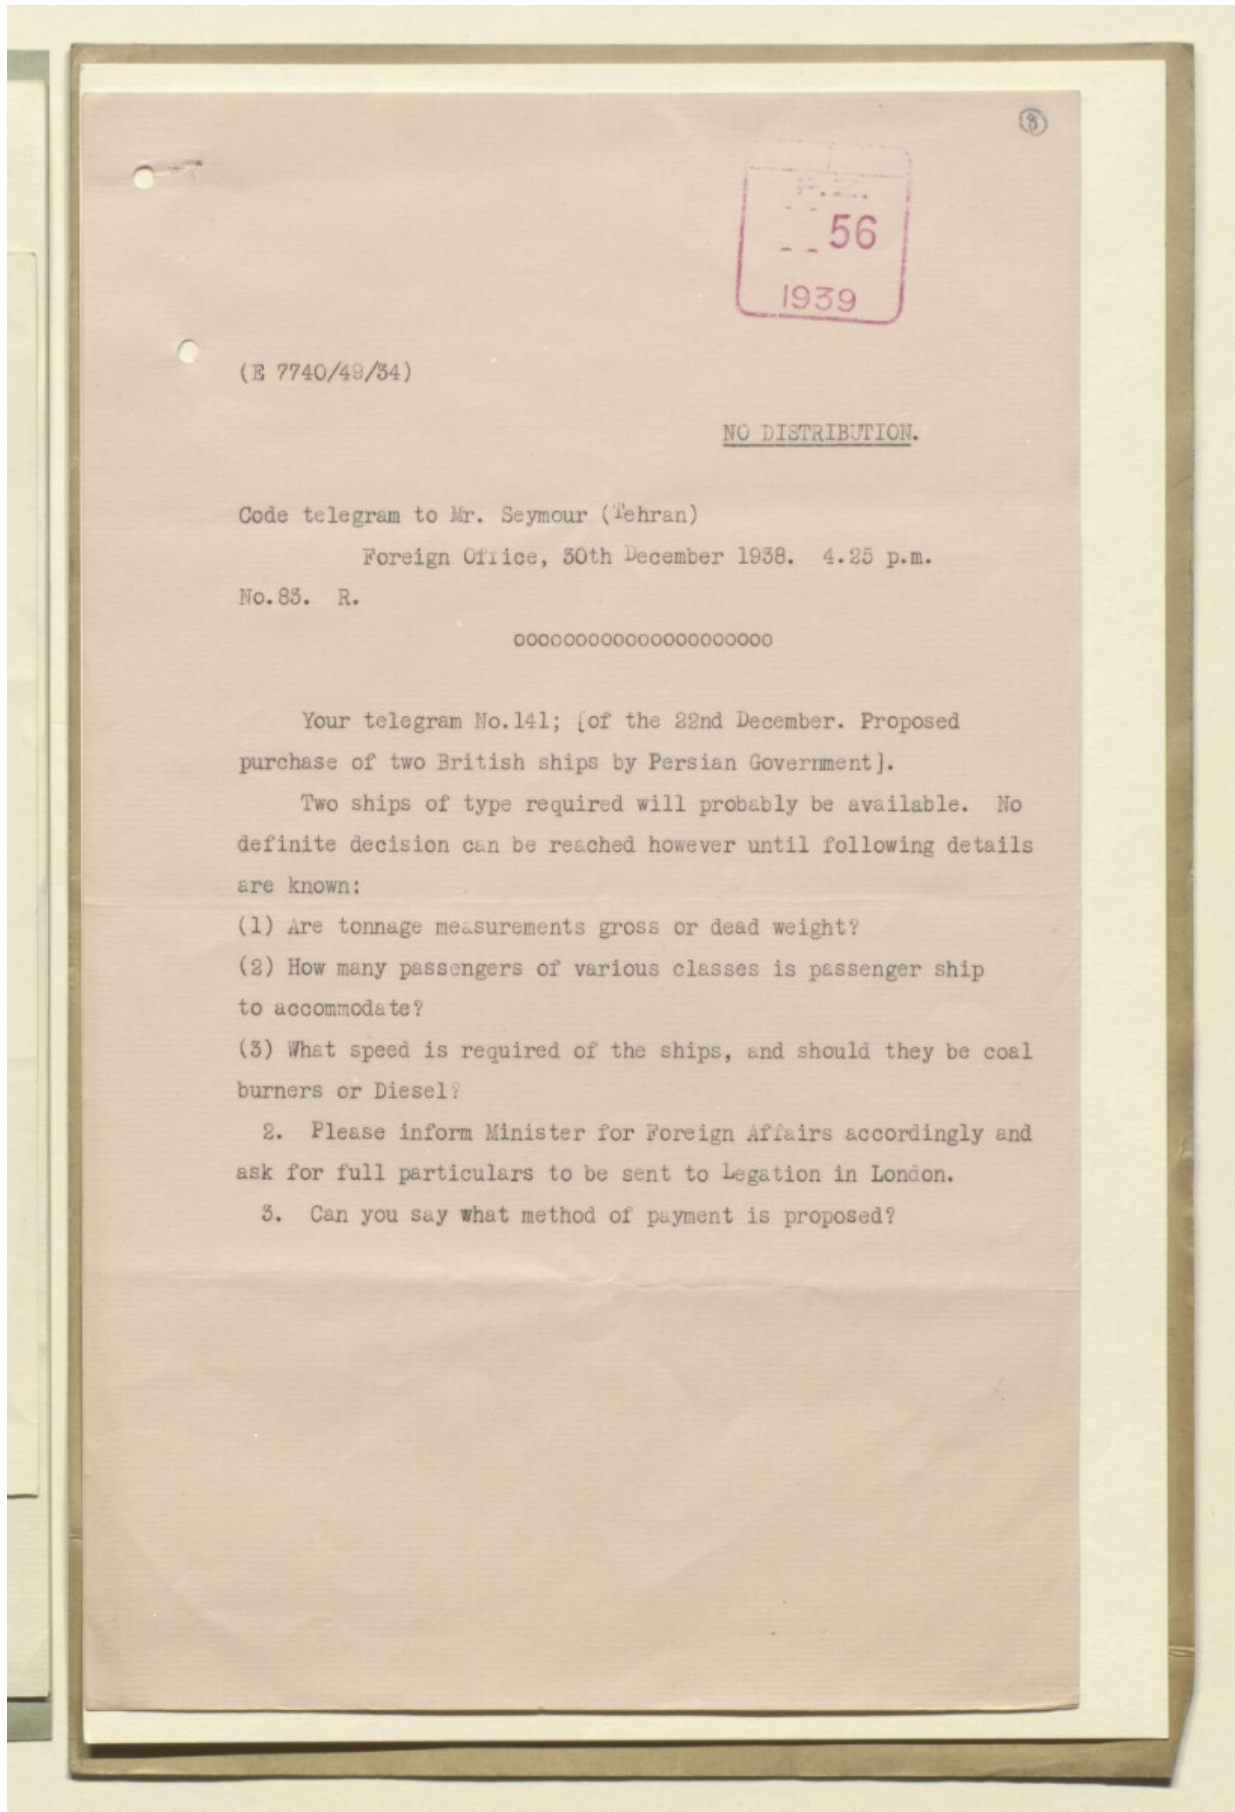 8
P.Z.
56
1939
(E 7740/49/34)
NO DISTRIBUTION.
Code telegram to Mr. Seymour (Tehran)
Foreign Office, 30th December 1938. 4.25 p.m.
No.83. R.
ooooooooooooooooooooo
Your telegram No.141; [of the 22nd December. Proposed
purchase of two British ships by Persian Government].
Two ships of type required will probably be available. No
definite decision can be reached however until following details
are known:
(1) Are tonnage measurements gross or dead weight?
(2) How many passengers of various classes is passenger ship
to accommodate?
(3) What speed is required of the ships, and should they be coal
burners or Diesel?
2. Please inform Minister for Foreign Affairs accordingly and
ask for full particulars to be sent to Legation in London.
3. Can you say what method of payment is proposed?